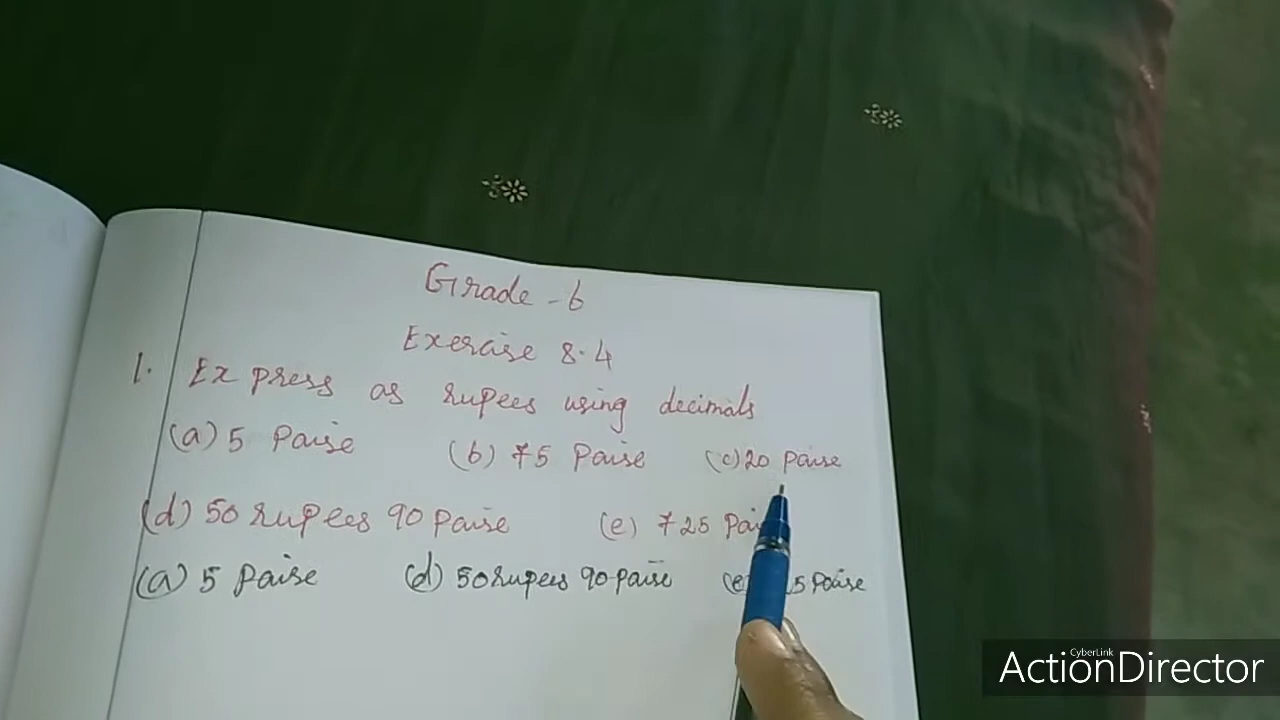 Grade - 6
Exercise 8.4
1. Express as rupees using decimals
(a) 5 Paise (b) 75 Paise (c) 20 Paise
(d) 50 rupees 90 paise (e) 725
(a) 5 Paise (d) 50 rupees 90 paise (e) 5 Paise
CyberLink
ActionDirector